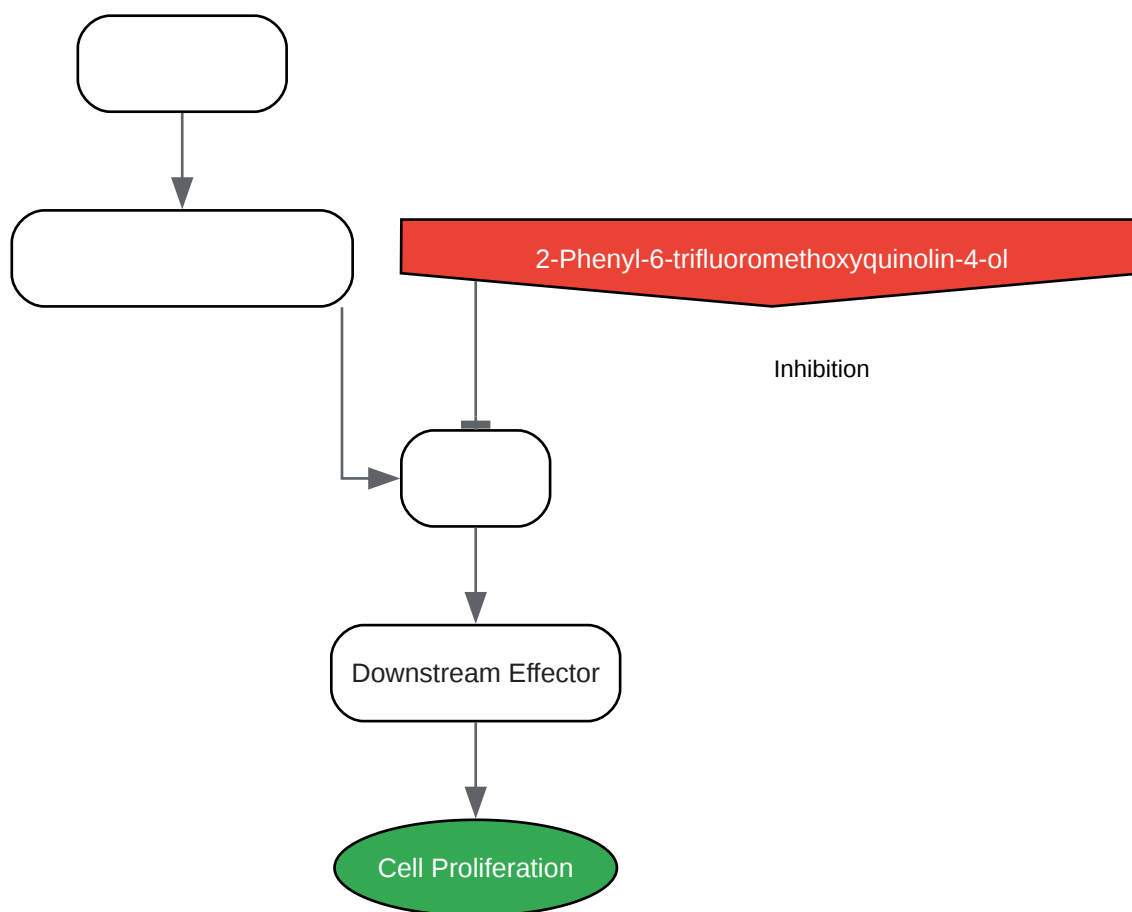 2-Phenyl-6-trifluoromethoxyquinolin-4-ol
Inhibition
Downstream Effector
Cell Proliferation